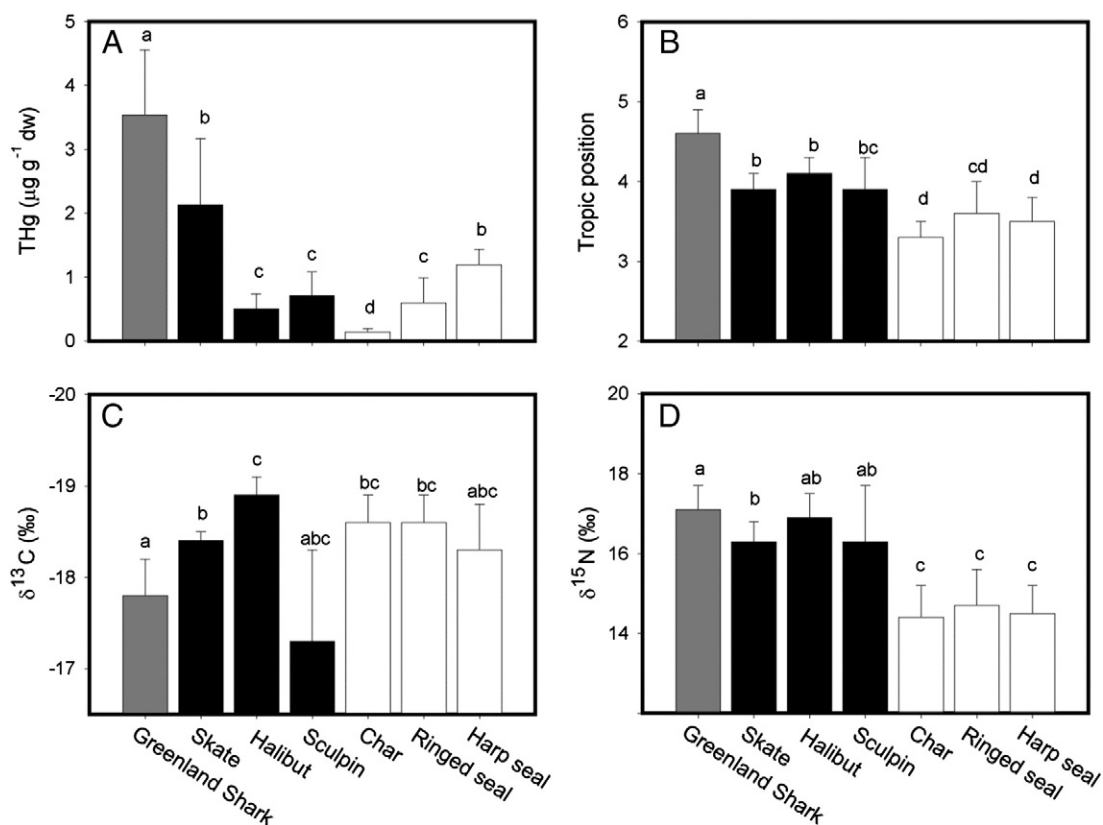 A
THg (µg g⁻¹ dw)
5
4
3
2
1
0
a
b
c
c
d
c
b
B
Tropic position
6
5
4
3
2
a
b
b
bc
d
cd
d
C
δ¹³C (‰)
-20
-19
-18
-17
a
b
c
abc
bc
bc
abc
Greenland Shark
Skate
Halibut
Sculpin
Char
Ringed seal
Harp seal
D
δ¹⁵N (‰)
20
18
16
14
a
b
ab
ab
c
c
c
Greenland Shark
Skate
Halibut
Sculpin
Char
Ringed seal
Harp seal